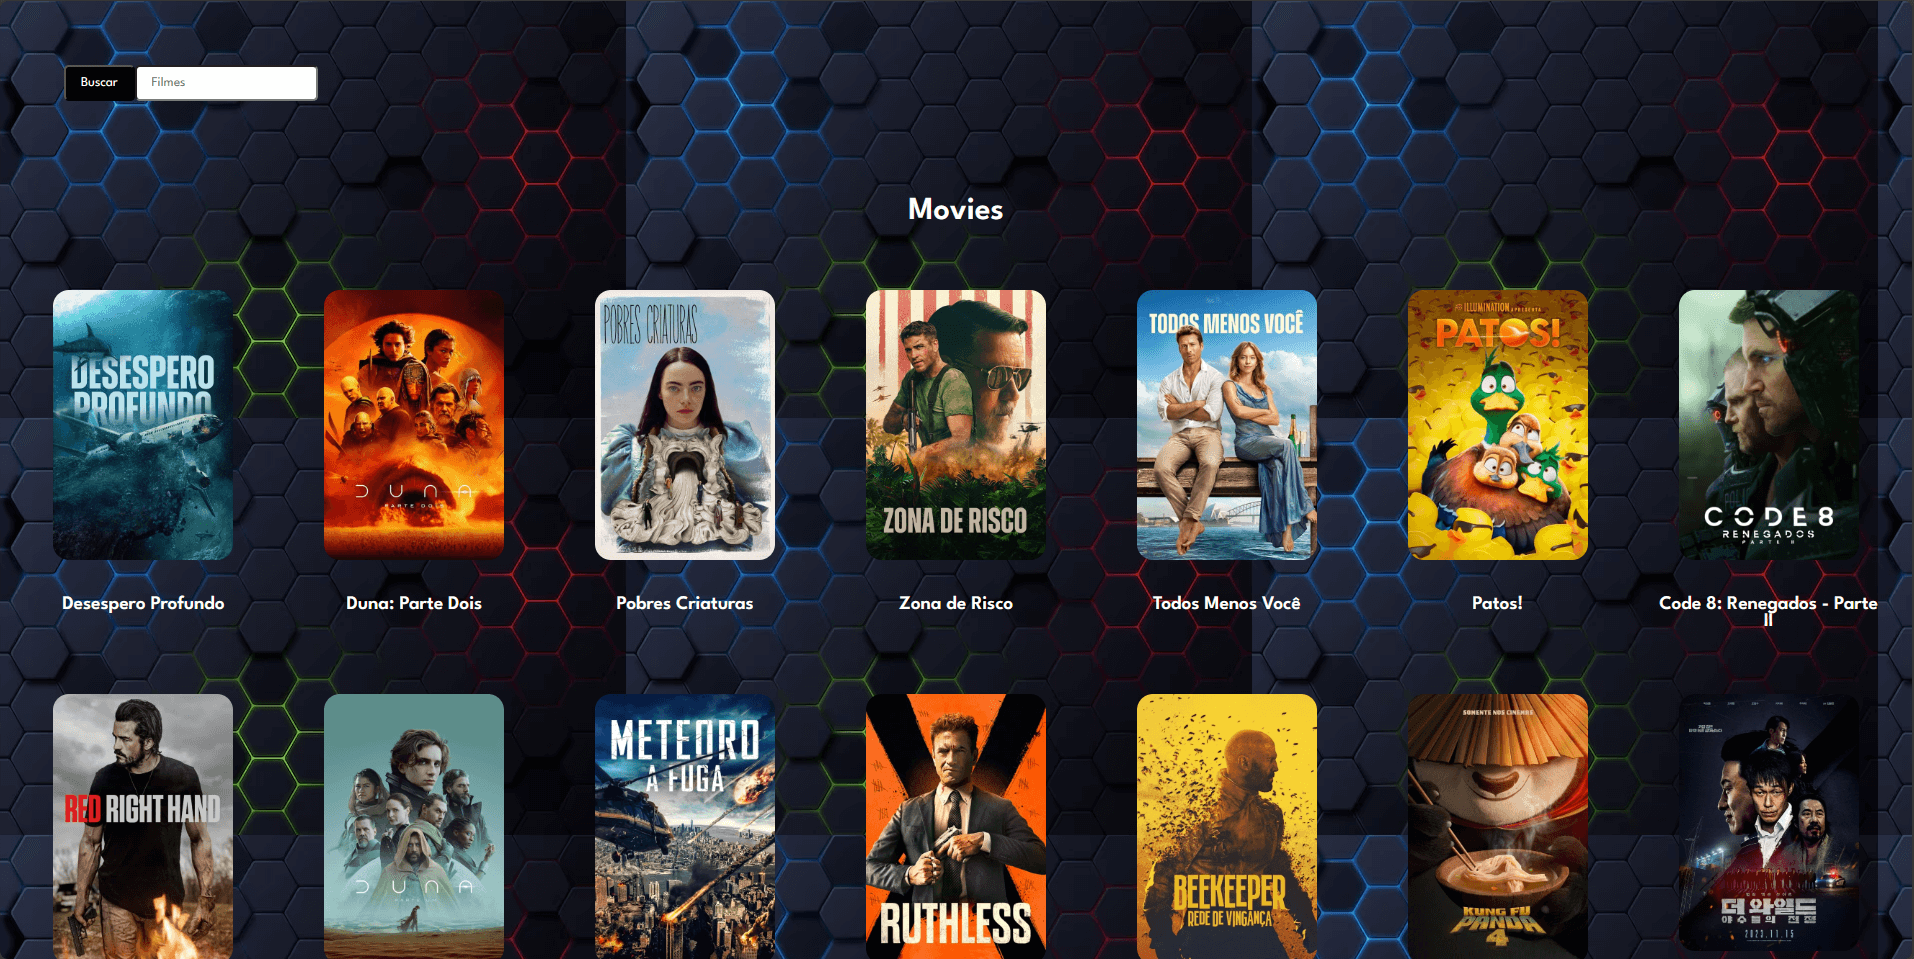 Buscar
Filmes
Movies
DESESPERO
PROFUNDO
DUNA
PARTE DOIS
POBRES CRIATURAS
ZONA DE RISCO
TODOS MENOS VOCÊ
ILLUMINATION APRESENTA
PATOS!
CODE 8
RENEGADOS
PARTE II
Desespero Profundo
Duna: Parte Dois
Pobres Criaturas
Zona de Risco
Todos Menos Você
Patos!
Code 8: Renegados - Parte
II
RED RIGHT HAND
DUNA
METEORO
A FUGA
RUTHLESS
BEEKEEPER
REDE DE VINGANÇA
SOMENTE NOS CINEMAS
KUNG FU
PANDA
4
더 와일드
야수들의 전쟁
2023.11.15